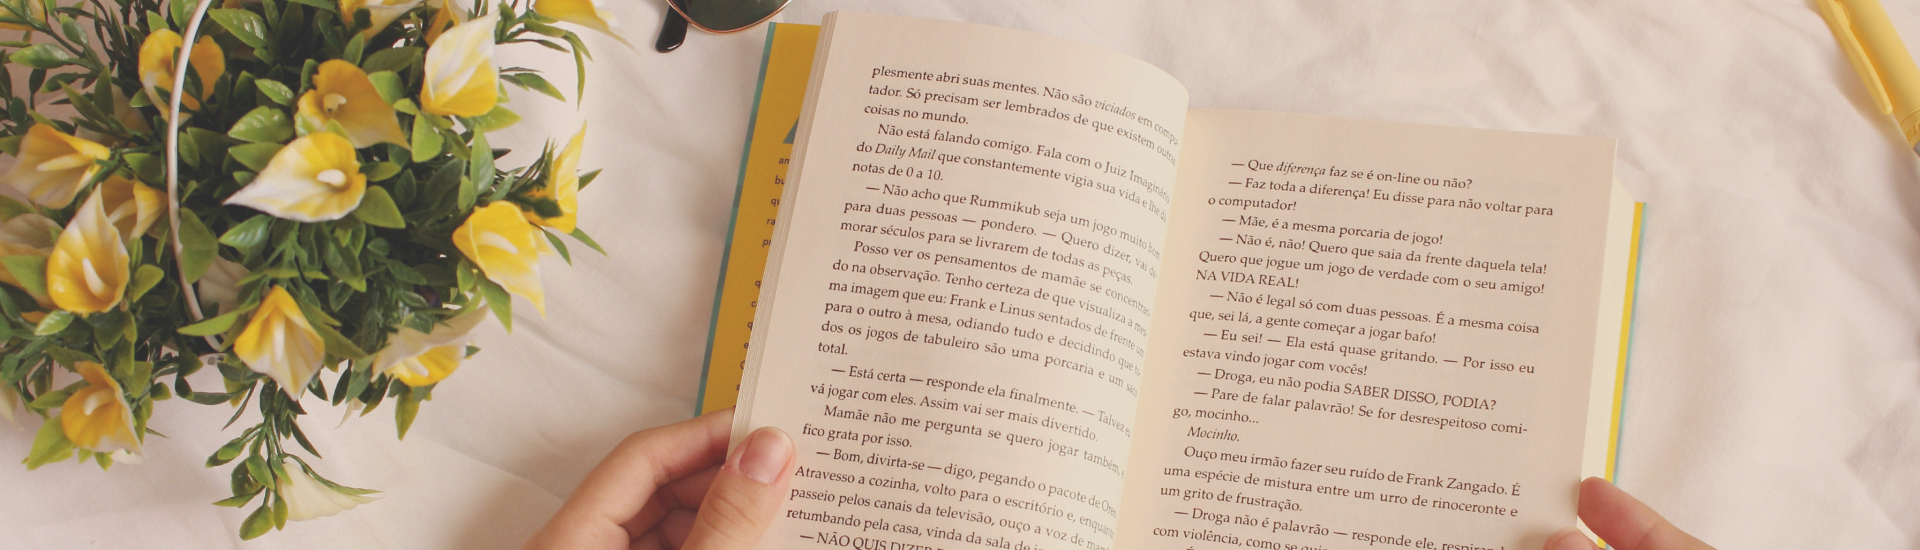 plesmente abri suas mentes. Não são viciados em compu-
tador. Só precisam ser lembrados de que existem outras
coisas no mundo.
Não está falando comigo. Fala com o Juiz Imaginário
do Daily Mail que constantemente vigia sua vida e lhe dá
notas de 0 a 10.
— Não acho que Rummikub seja um jogo muito bom
para duas pessoas — pondero. — Quero dizer, vai de-
morar séculos para se livrarem de todas as peças.
Posso ver os pensamentos de mamãe se concentran-
do na observação. Tenho certeza de que visualiza a mes-
ma imagem que eu: Frank e Linus sentados de frente um
para o outro à mesa, odiando tudo e decidindo que to-
dos os jogos de tabuleiro são uma porcaria e um saco
total.
— Está certa — responde ela finalmente. — Talvez eu
vá jogar com eles. Assim vai ser mais divertido.
Mamãe não me pergunta se quero jogar também, e
fico grata por isso.
— Bom, divirta-se — digo, pegando o pacote de Oreo
Atravesso a cozinha, volto para o escritório e, enquanto
passeio pelos canais da televisão, ouço a voz de
retumbando pela casa, vinda da sala de
— NÃO QUIS DIZER
— Que diferença faz se é on-line ou não?
— Faz toda a diferença! Eu disse para não voltar para
o computador!
— Mãe, é a mesma porcaria de jogo!
— Não é, não! Quero que saia da frente daquela tela!
Quero que jogue um jogo de verdade com o seu amigo!
NA VIDA REAL!
— Não é legal só com duas pessoas. É a mesma coisa
que, sei lá, a gente começar a jogar bafo!
— Eu sei! — Ela está quase gritando. — Por isso eu
estava vindo jogar com vocês!
— Droga, eu não podia SABER DISSO, PODIA?
— Pare de falar palavrão! Se for desrespeitoso comi-
go, mocinho...
Mocinho.
Ouço meu irmão fazer seu ruído de Frank Zangado. É
uma espécie de mistura entre um urro de rinoceronte e
um grito de frustração.
— Droga não é palavrão — responde ele,
com violência, como se